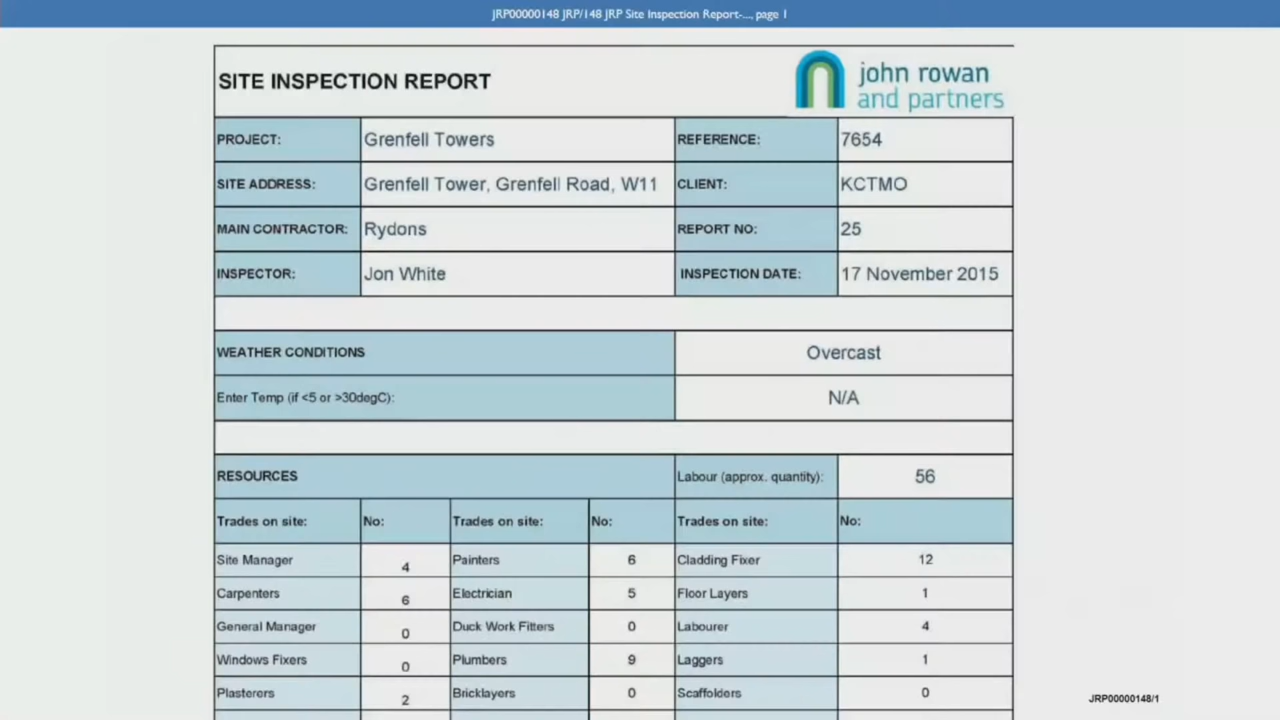 JRP00000148 JRP/148 JRP Site Inspection Report-..., page 1
SITE INSPECTION REPORT
john rowan
and partners
PROJECT: Grenfell Towers REFERENCE: 7654
SITE ADDRESS: Grenfell Tower, Grenfell Road, W11 CLIENT: KCTMO
MAIN CONTRACTOR: Rydons REPORT NO: 25
INSPECTOR: Jon White INSPECTION DATE: 17 November 2015
WEATHER CONDITIONS Overcast
Enter Temp (if <5 or >30degC): N/A
RESOURCES Labour (approx. quantity): 56
Trades on site: No: Trades on site: No: Trades on site: No:
Site Manager 4 Painters 6 Cladding Fixer 12
Carpenters 6 Electrician 5 Floor Layers 1
General Manager 0 Duck Work Fitters 0 Labourer 4
Windows Fixers 0 Plumbers 9 Laggers 1
Plasterers 2 Bricklayers 0 Scaffolders 0
JRP00000148/1